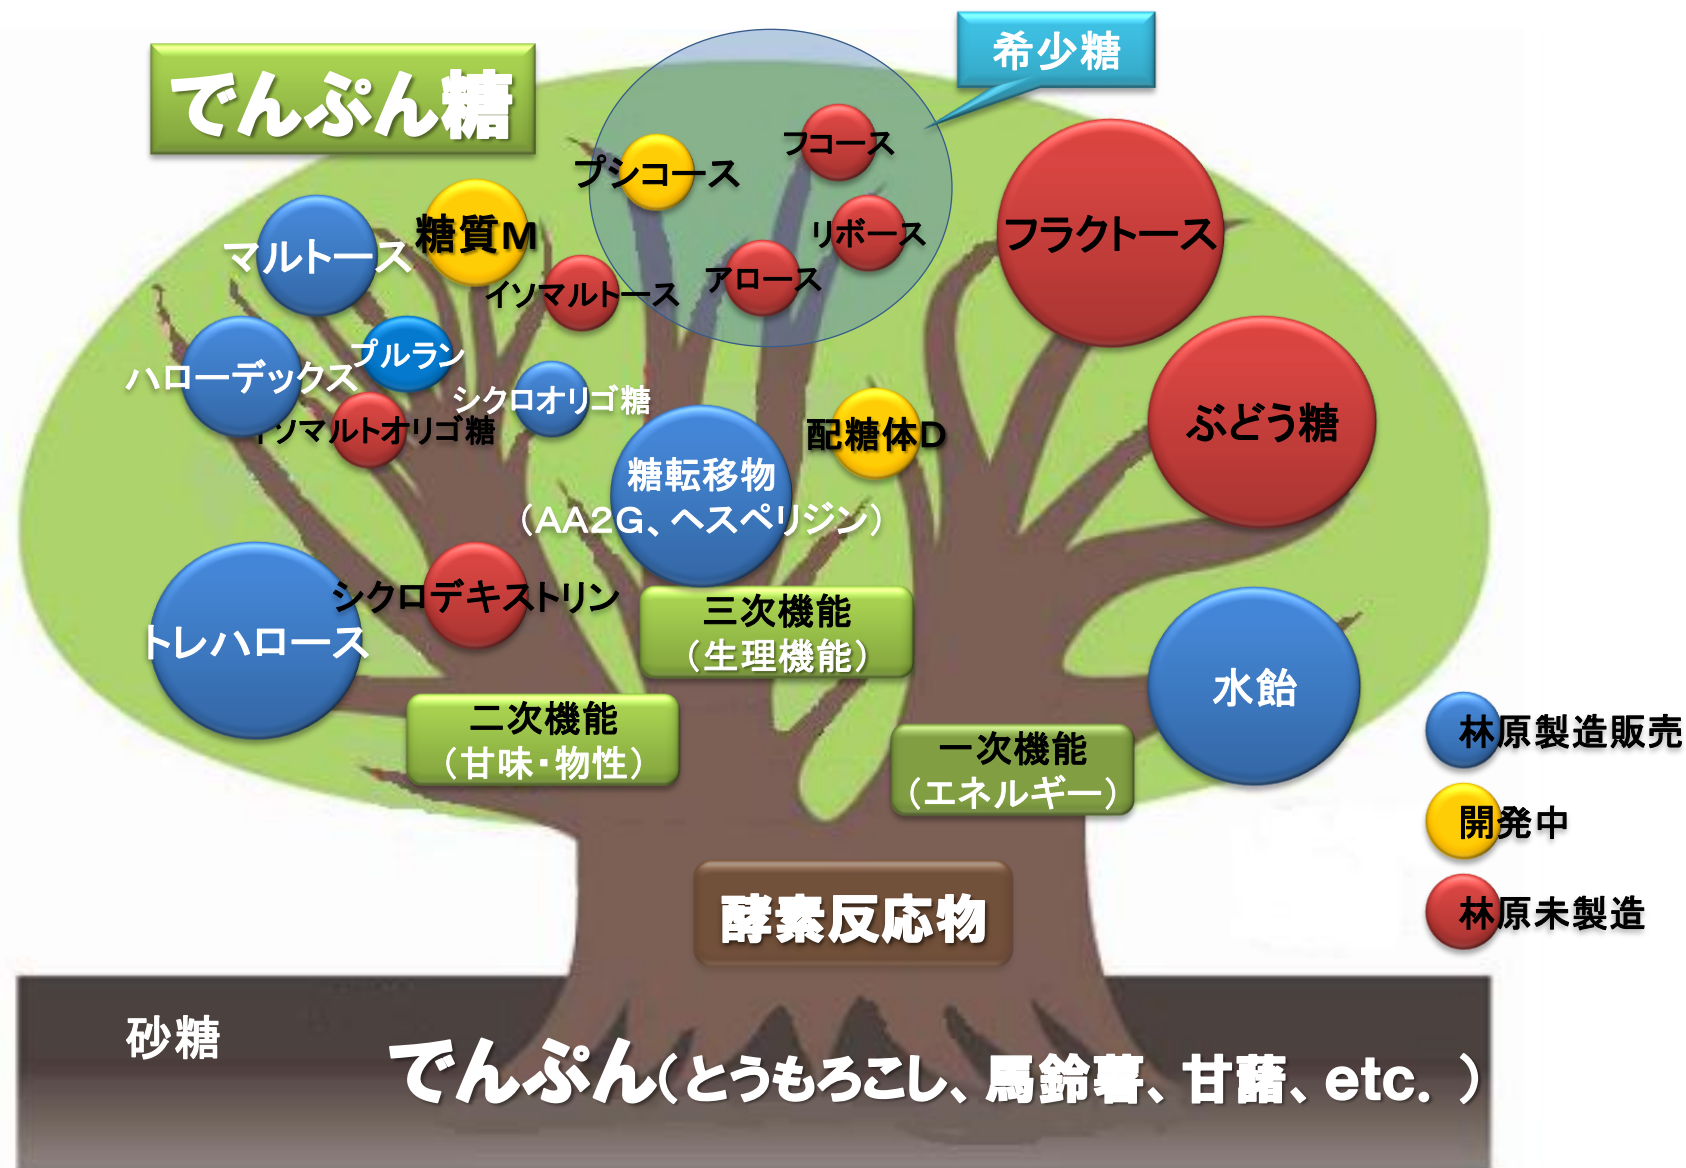 希少糖
でんぷん糖
フコース
プシコース
糖質M
リボース
フラクトース
マルトース
アロース
イソマルトース
プルラン
ハローデックス
シクロオリゴ糖
イソマルトオリゴ糖
ぶどう糖
配糖体D
糖転移物
（AA2G、ヘスペリジン）
シクロデキストリン
トレハロース
三次機能
（生理機能）
水飴
二次機能
（甘味・物性）
一次機能
（エネルギー）
林原製造販売
開発中
林原未製造
酵素反応物
砂糖
でんぷん（とうもろこし、馬鈴薯、甘藷、etc．）